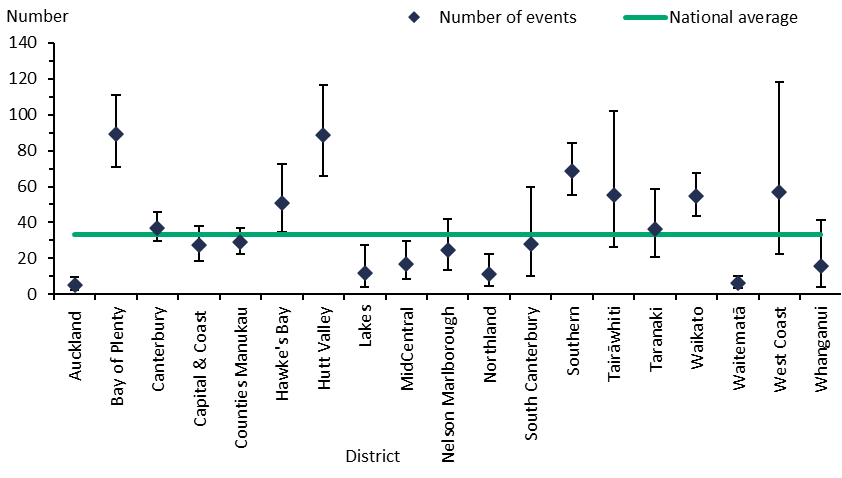 Number
Number of events
National average
140
120
100
80
60
40
20
0
Auckland
Bay of Plenty
Canterbury
Capital & Coast
Counties Manukau
Hawke's Bay
Hutt Valley
Lakes
MidCentral
Nelson Marlborough
Northland
South Canterbury
Southern
Tairāwhiti
Taranaki
Waikato
Waitematā
West Coast
Whanganui
District